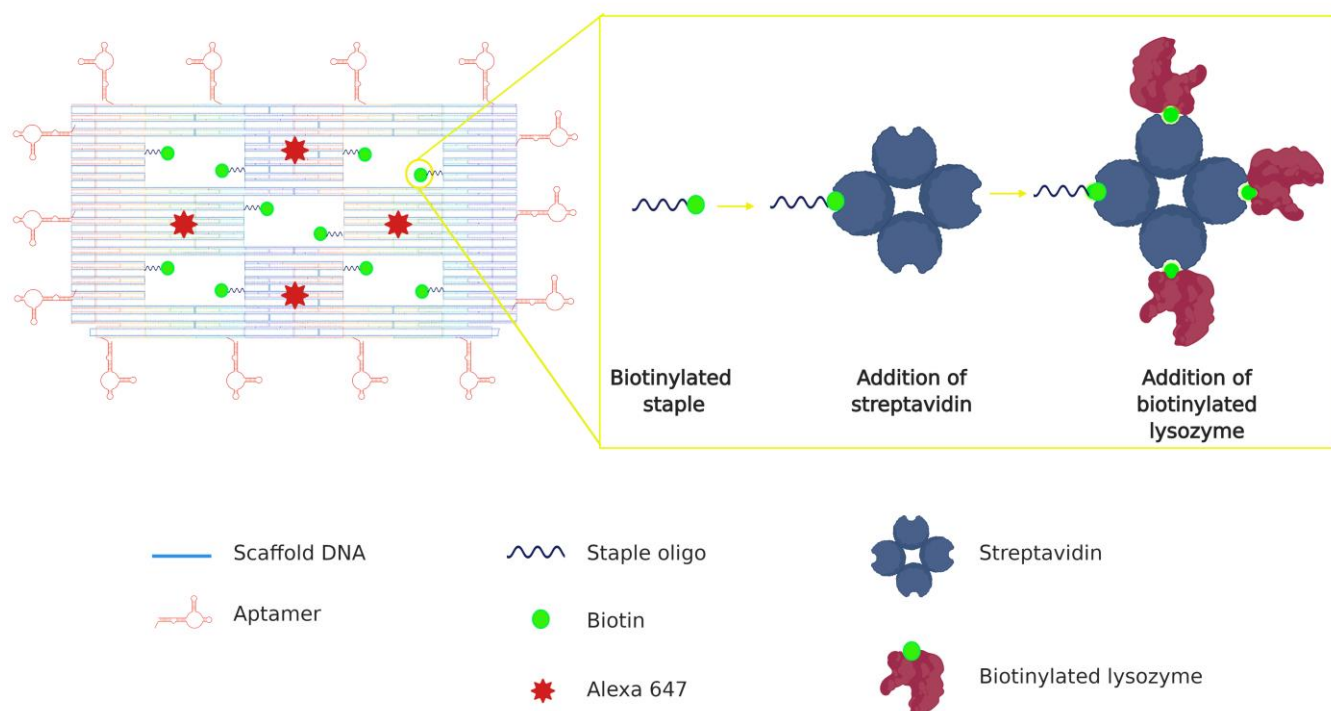 Biotinylated
staple
Addition of
streptavidin
Addition of
biotinylated
lysozyme
Scaffold DNA
Staple oligo
Streptavidin
Aptamer
Biotin
Alexa 647
Biotinylated lysozyme